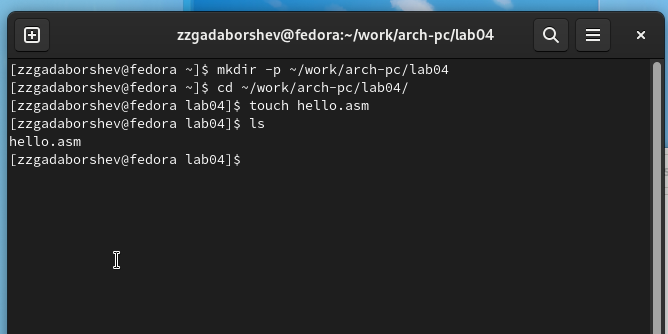 zzgadaborshev@fedora:~/work/arch-pc/lab04
[zzgadaborshev@fedora ~]$ mkdir -p ~/work/arch-pc/lab04
[zzgadaborshev@fedora ~]$ cd ~/work/arch-pc/lab04/
[zzgadaborshev@fedora lab04]$ touch hello.asm
[zzgadaborshev@fedora lab04]$ ls
hello.asm
[zzgadaborshev@fedora lab04]$